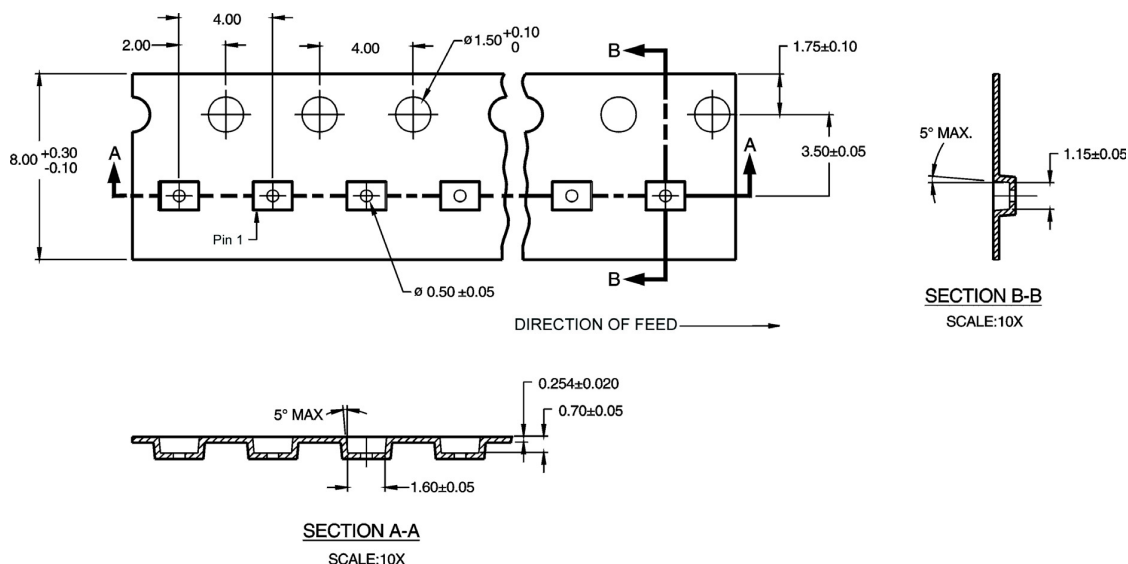 4.00
2.00
4.00
ø1.50 +0.10
0
B
1.75±0.10
8.00 +0.30
-0.10
A
A
3.50±0.05
5° MAX.
1.15±0.05
Pin 1
B
ø 0.50 ±0.05
SECTION B-B
SCALE:10X
DIRECTION OF FEED
0.254±0.020
5° MAX
0.70±0.05
1.60±0.05
SECTION A-A
SCALE:10X